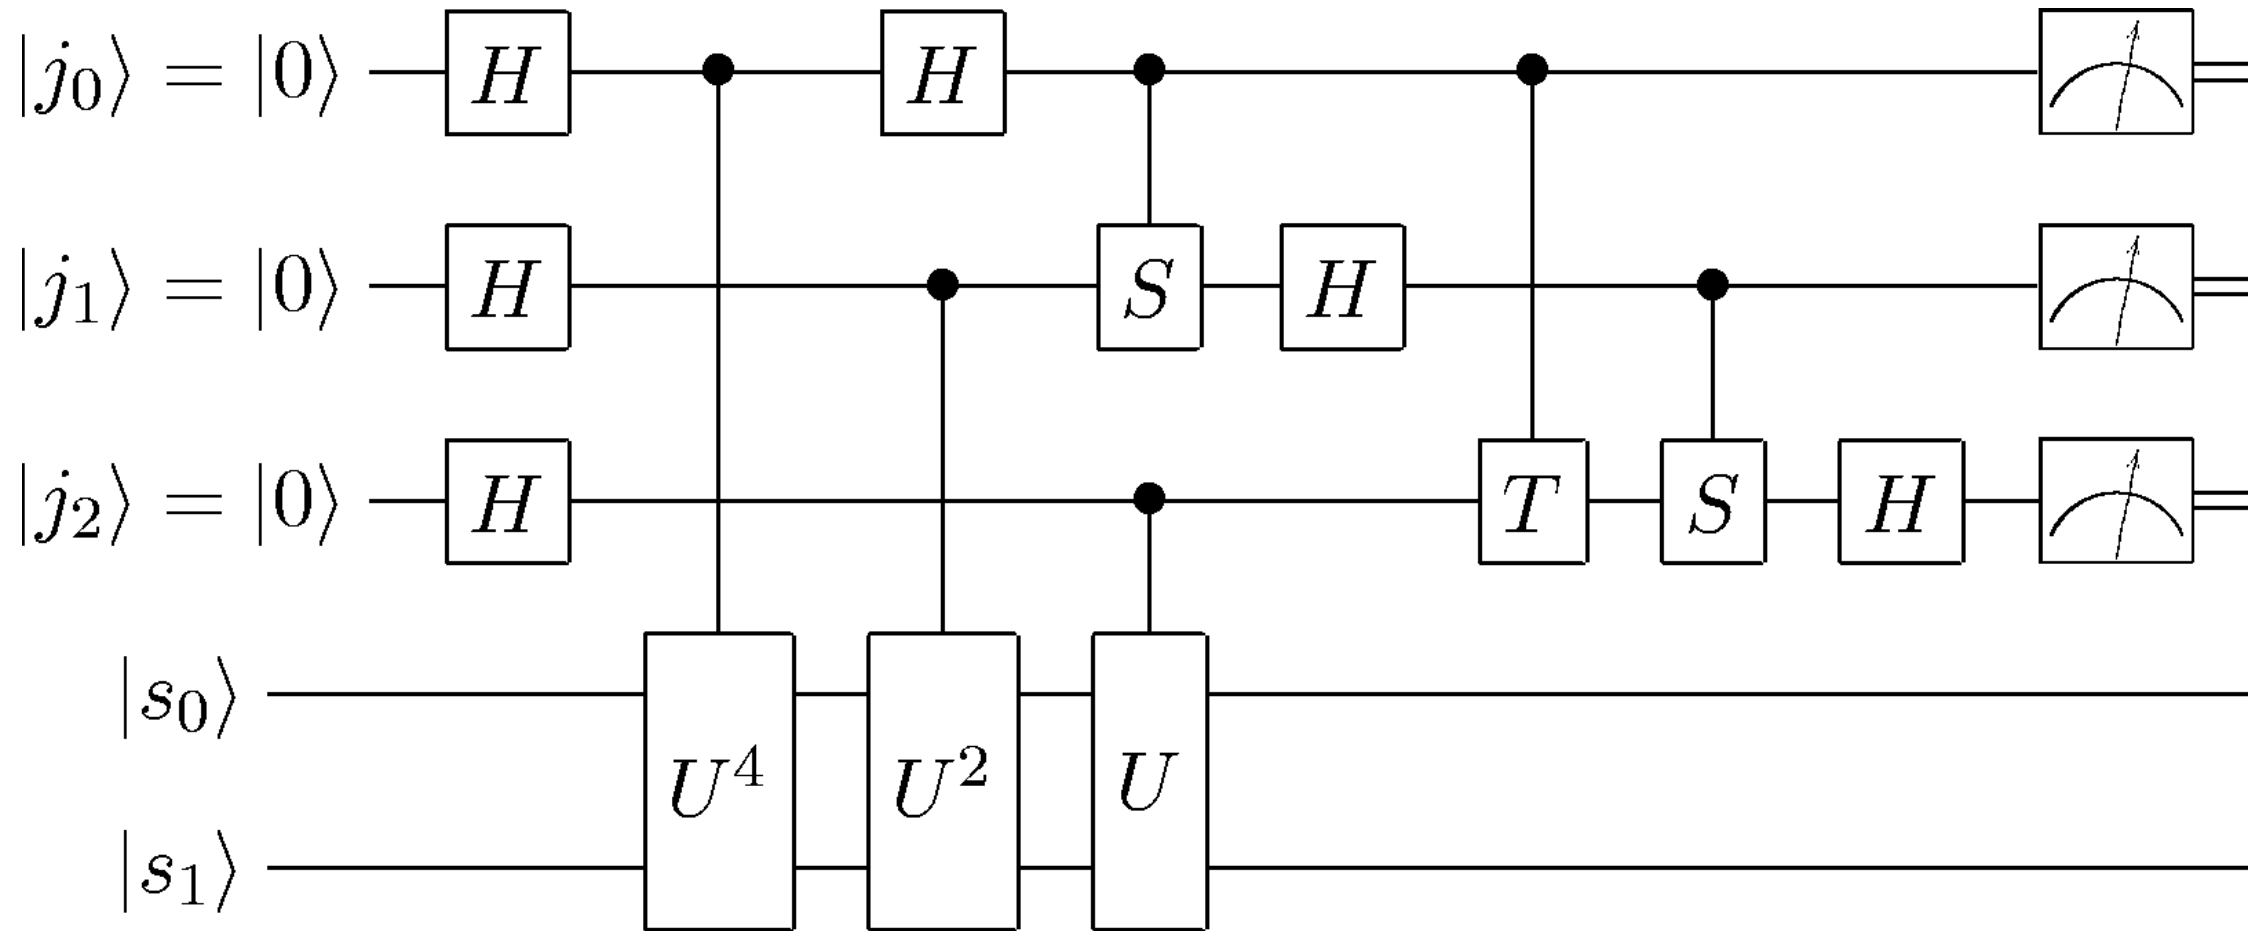 |j₀⟩ = |0⟩ H H
|j₁⟩ = |0⟩ H S H
|j₂⟩ = |0⟩ H T S H
|s₀⟩
U⁴ U² U
|s₁⟩